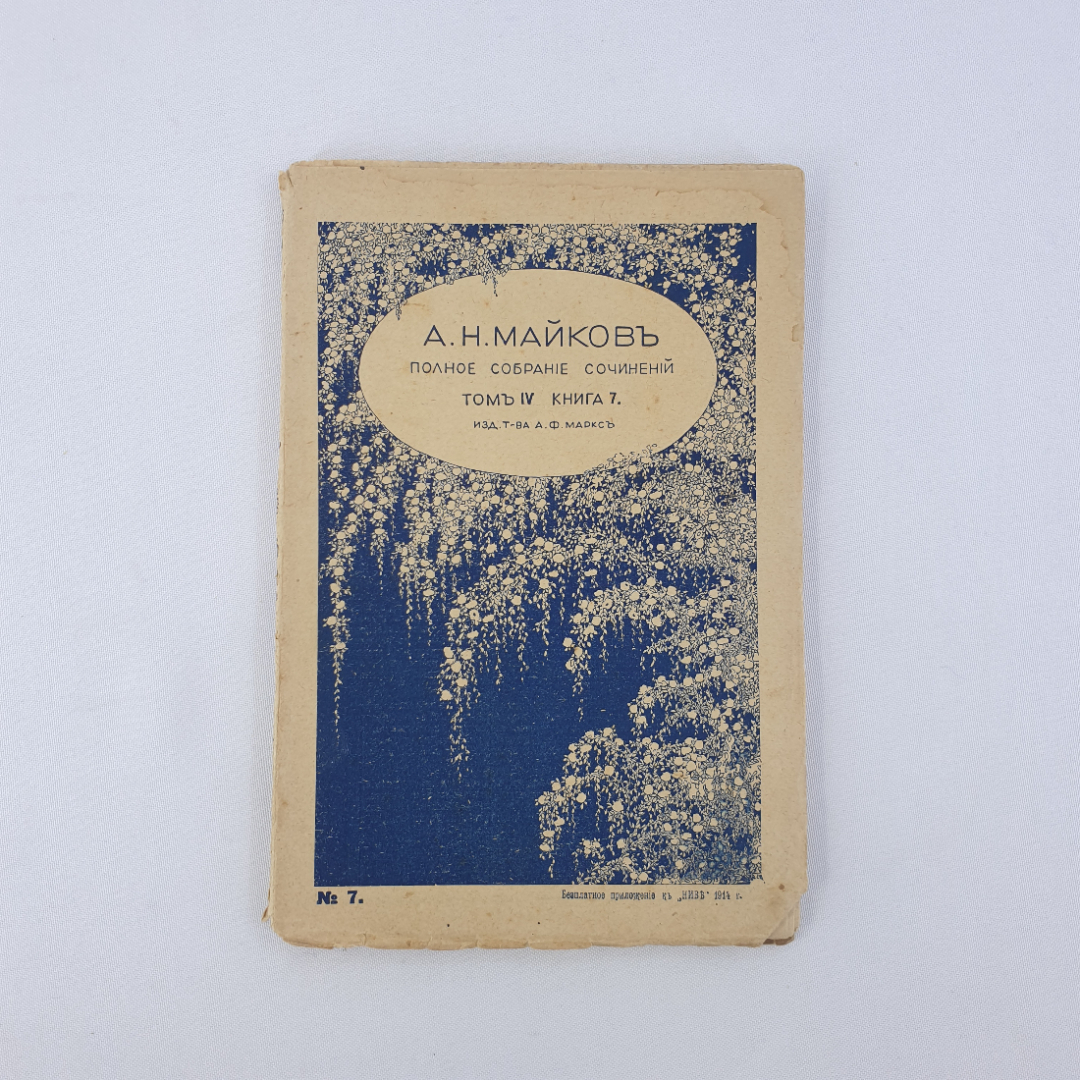 А.Н.МАЙКОВЪ
ПОЛНОЕ СОБРАНІЕ СОЧИНЕНІЙ
ТОМЪ IV КНИГА 7.
ИЗД. Т-ВА А.Ф.МАРКСЪ
№ 7.
Безплатное приложеніе къ „НИВѢ" 1914 г.